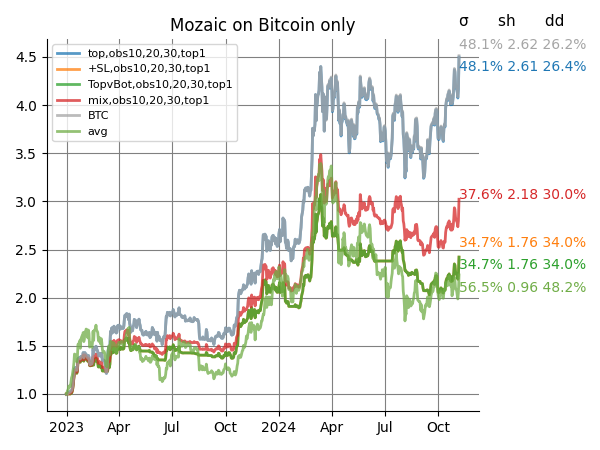 Mozaic on Bitcoin only
σ sh dd
48.1% 2.62 26.2%
48.1% 2.61 26.4%
37.6% 2.18 30.0%
34.7% 1.76 34.0%
34.7% 1.76 34.0%
56.5% 0.96 48.2%
top,obs10,20,30,top1
+SL,obs10,20,30,top1
TopvBot,obs10,20,30,top1
mix,obs10,20,30,top1
BTC
avg
4.5
4.0
3.5
3.0
2.5
2.0
1.5
1.0
2023 Apr Jul Oct 2024 Apr Jul Oct